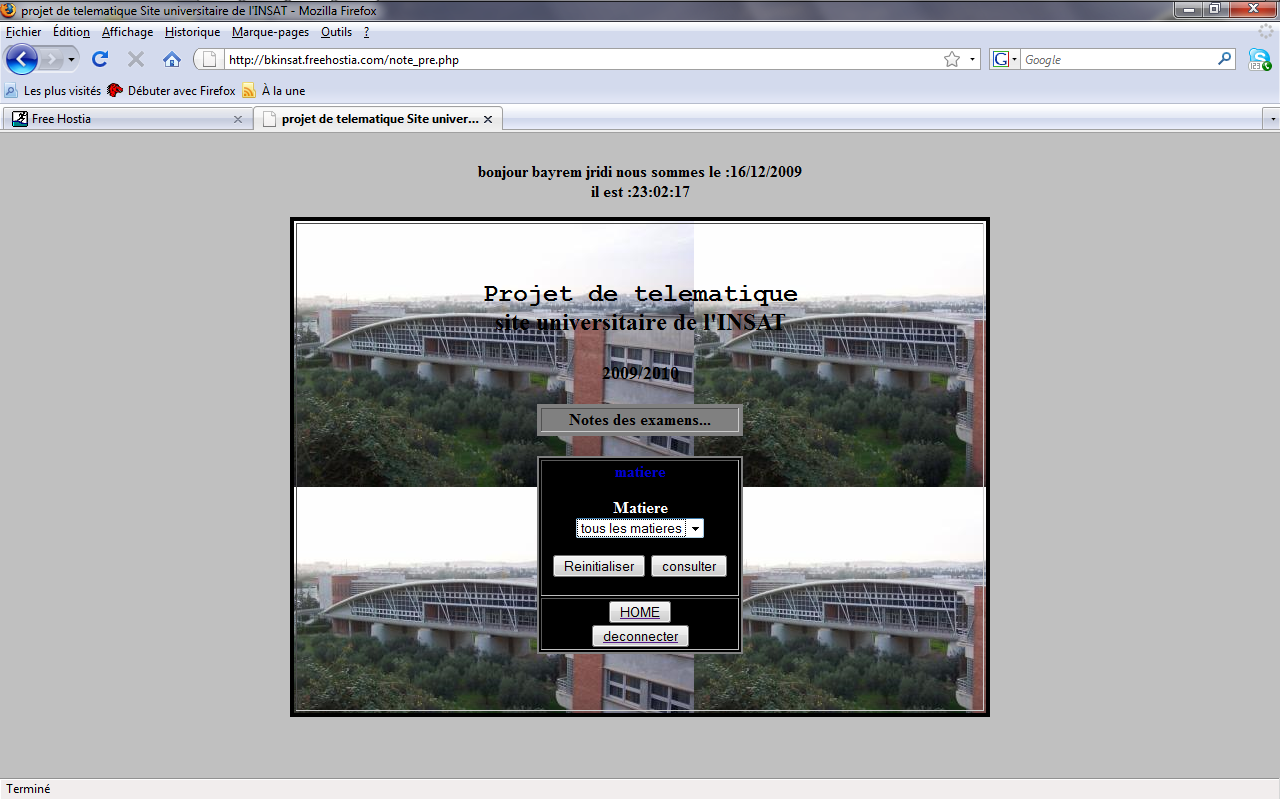 projet de telematique Site universitaire de l'INSAT - Mozilla Firefox
Fichier Édition Affichage Historique Marque-pages Outils ?
http://bkinsat.freehostia.com/note_pre.php
G Google
Les plus visités Débuter avec Firefox À la une
Free Hostia
projet de telematique Site univer...
bonjour bayrem jridi nous sommes le :16/12/2009
il est :23:02:17
Projet de telematique
site universitaire de l'INSAT
2009/2010
Notes des examens...
matiere
Matiere
tous les matieres
Reinitialiser consulter
HOME
deconnecter
Terminé